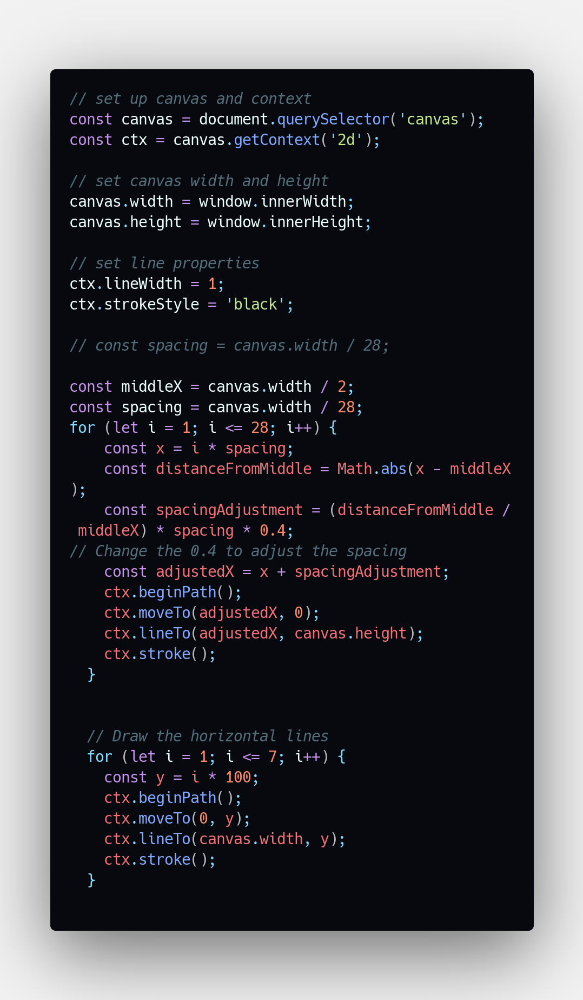 // set up canvas and context
const canvas = document.querySelector('canvas');
const ctx = canvas.getContext('2d');

// set canvas width and height
canvas.width = window.innerWidth;
canvas.height = window.innerHeight;

// set line properties
ctx.lineWidth = 1;
ctx.strokeStyle = 'black';

// const spacing = canvas.width / 28;

const middleX = canvas.width / 2;
const spacing = canvas.width / 28;
for (let i = 1; i <= 28; i++) {
    const x = i * spacing;
    const distanceFromMiddle = Math.abs(x - middleX
);
    const spacingAdjustment = (distanceFromMiddle /
 middleX) * spacing * 0.4;
// Change the 0.4 to adjust the spacing
    const adjustedX = x + spacingAdjustment;
    ctx.beginPath();
    ctx.moveTo(adjustedX, 0);
    ctx.lineTo(adjustedX, canvas.height);
    ctx.stroke();
  }

  // Draw the horizontal lines
  for (let i = 1; i <= 7; i++) {
    const y = i * 100;
    ctx.beginPath();
    ctx.moveTo(0, y);
    ctx.lineTo(canvas.width, y);
    ctx.stroke();
  }